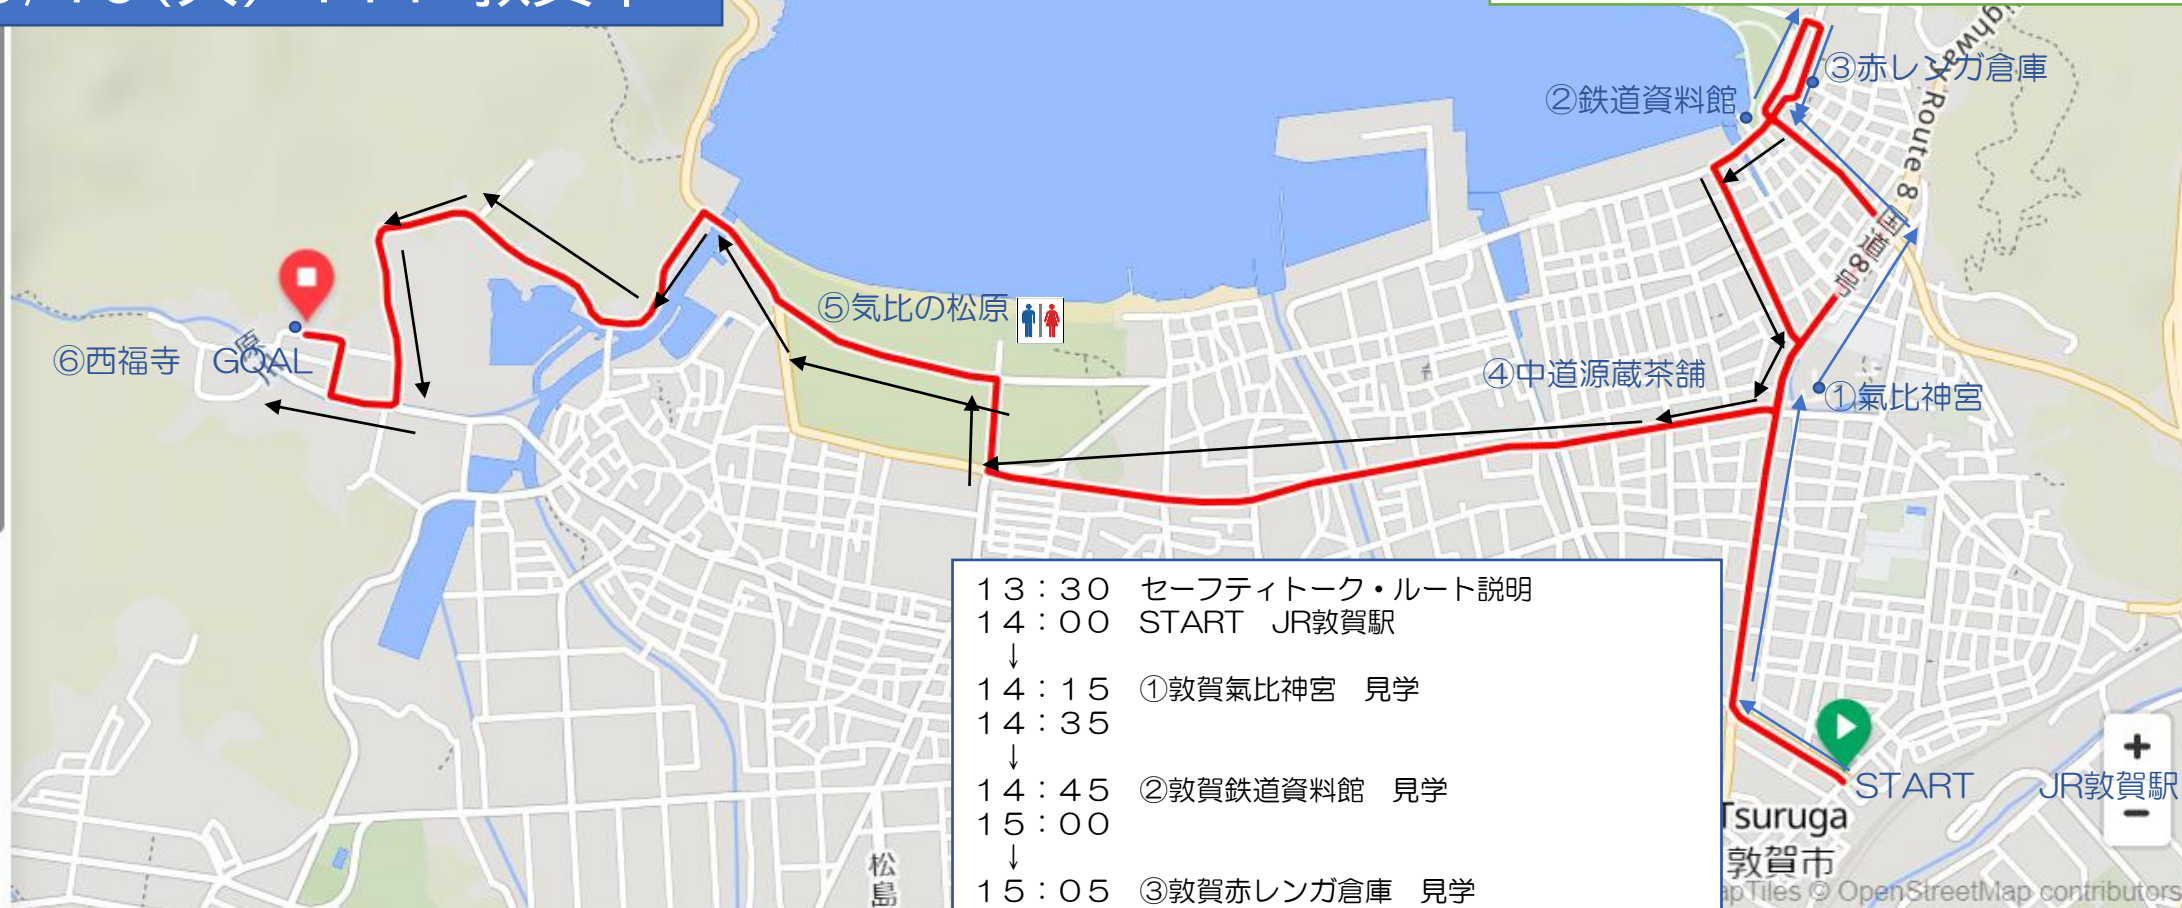 ②鉄道資料館
③赤レンガ倉庫
Highway Route 8
国道8号
⑤気比の松原
⑥西福寺　GOAL
④中道源蔵茶舗
①氣比神宮
１３：３０　セーフティトーク・ルート説明
１４：００　START　JR敦賀駅
↓
１４：１５　①敦賀氣比神宮　見学
１４：３５
↓
１４：４５　②敦賀鉄道資料館　見学
１５：００
↓
１５：０５　③敦賀赤レンガ倉庫　見学
START　JR敦賀駅
+
−
Tsuruga
敦賀市
松島
Tiles © OpenStreetMap contributors